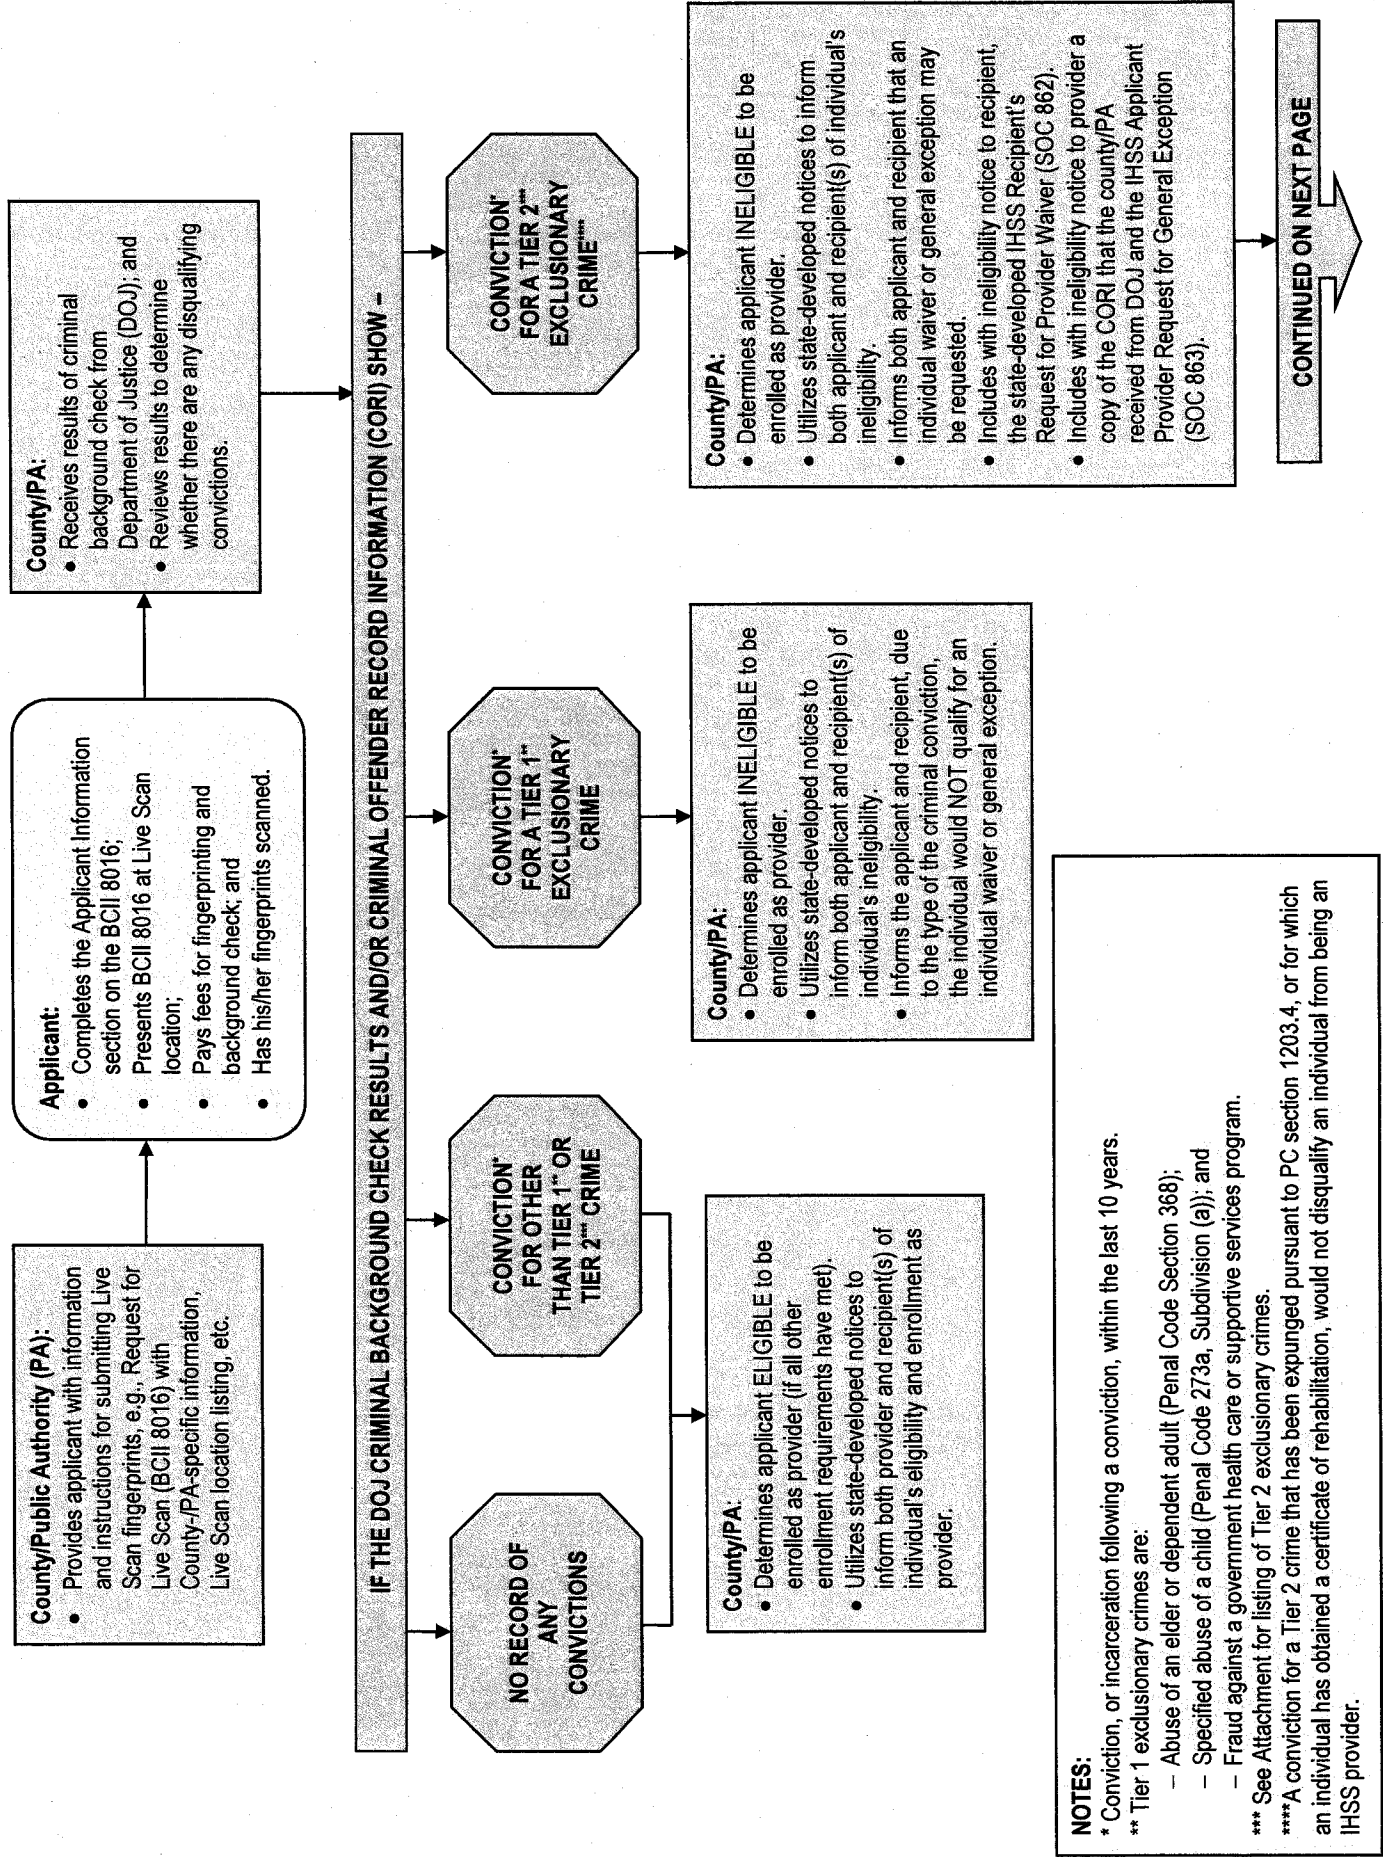 County/Public Authority (PA):
• Provides applicant with information
and instructions for submitting Live
Scan fingerprints, e.g., Request for
Live Scan (BCII 8016) with
County-/PA-specific information,
Live Scan location listing, etc.
Applicant:
• Completes the Applicant Information
section on the BCII 8016;
• Presents BCII 8016 at Live Scan
location;
• Pays fees for fingerprinting and
background check; and
• Has his/her fingerprints scanned.
County/PA:
• Receives results of criminal
background check from
Department of Justice (DOJ); and
• Reviews results to determine
whether there are any disqualifying
convictions.
IF THE DOJ CRIMINAL BACKGROUND CHECK RESULTS AND/OR CRIMINAL OFFENDER RECORD INFORMATION (CORI) SHOW –
NO RECORD OF
ANY
CONVICTIONS
CONVICTION*
FOR OTHER
THAN TIER 1** OR
TIER 2*** CRIME
CONVICTION*
FOR A TIER 1**
EXCLUSIONARY
CRIME
CONVICTION*
FOR A TIER 2***
EXCLUSIONARY
CRIME****
County/PA:
• Determines applicant ELIGIBLE to be
enrolled as provider (if all other
enrollment requirements have met).
• Utilizes state-developed notices to
inform both provider and recipient(s) of
individual's eligibility and enrollment as
provider.
County/PA:
• Determines applicant INELIGIBLE to be
enrolled as provider.
• Utilizes state-developed notices to
inform both applicant and recipient(s) of
individual's ineligibility.
• Informs the applicant and recipient, due
to the type of the criminal conviction,
the individual would NOT qualify for an
individual waiver or general exception.
County/PA:
• Determines applicant INELIGIBLE to be
enrolled as provider.
• Utilizes state-developed notices to inform
both applicant and recipient(s) of individual's
ineligibility.
• Informs both applicant and recipient that an
individual waiver or general exception may
be requested.
• Includes with ineligibility notice to recipient,
the state-developed IHSS Recipient's
Request for Provider Waiver (SOC 862).
• Includes with ineligibility notice to provider a
copy of the CORI that the county/PA
received from DOJ and the IHSS Applicant
Provider Request for General Exception
(SOC 863).
CONTINUED ON NEXT PAGE
NOTES:
* Conviction, or incarceration following a conviction, within the last 10 years.
** Tier 1 exclusionary crimes are:
– Abuse of an elder or dependent adult (Penal Code Section 368);
– Specified abuse of a child (Penal Code 273a, Subdivision (a)); and
– Fraud against a government health care or supportive services program.
*** See Attachment for listing of Tier 2 exclusionary crimes.
****A conviction for a Tier 2 crime that has been expunged pursuant to PC section 1203.4, or for which
an individual has obtained a certificate of rehabilitation, would not disqualify an individual from being an
IHSS provider.